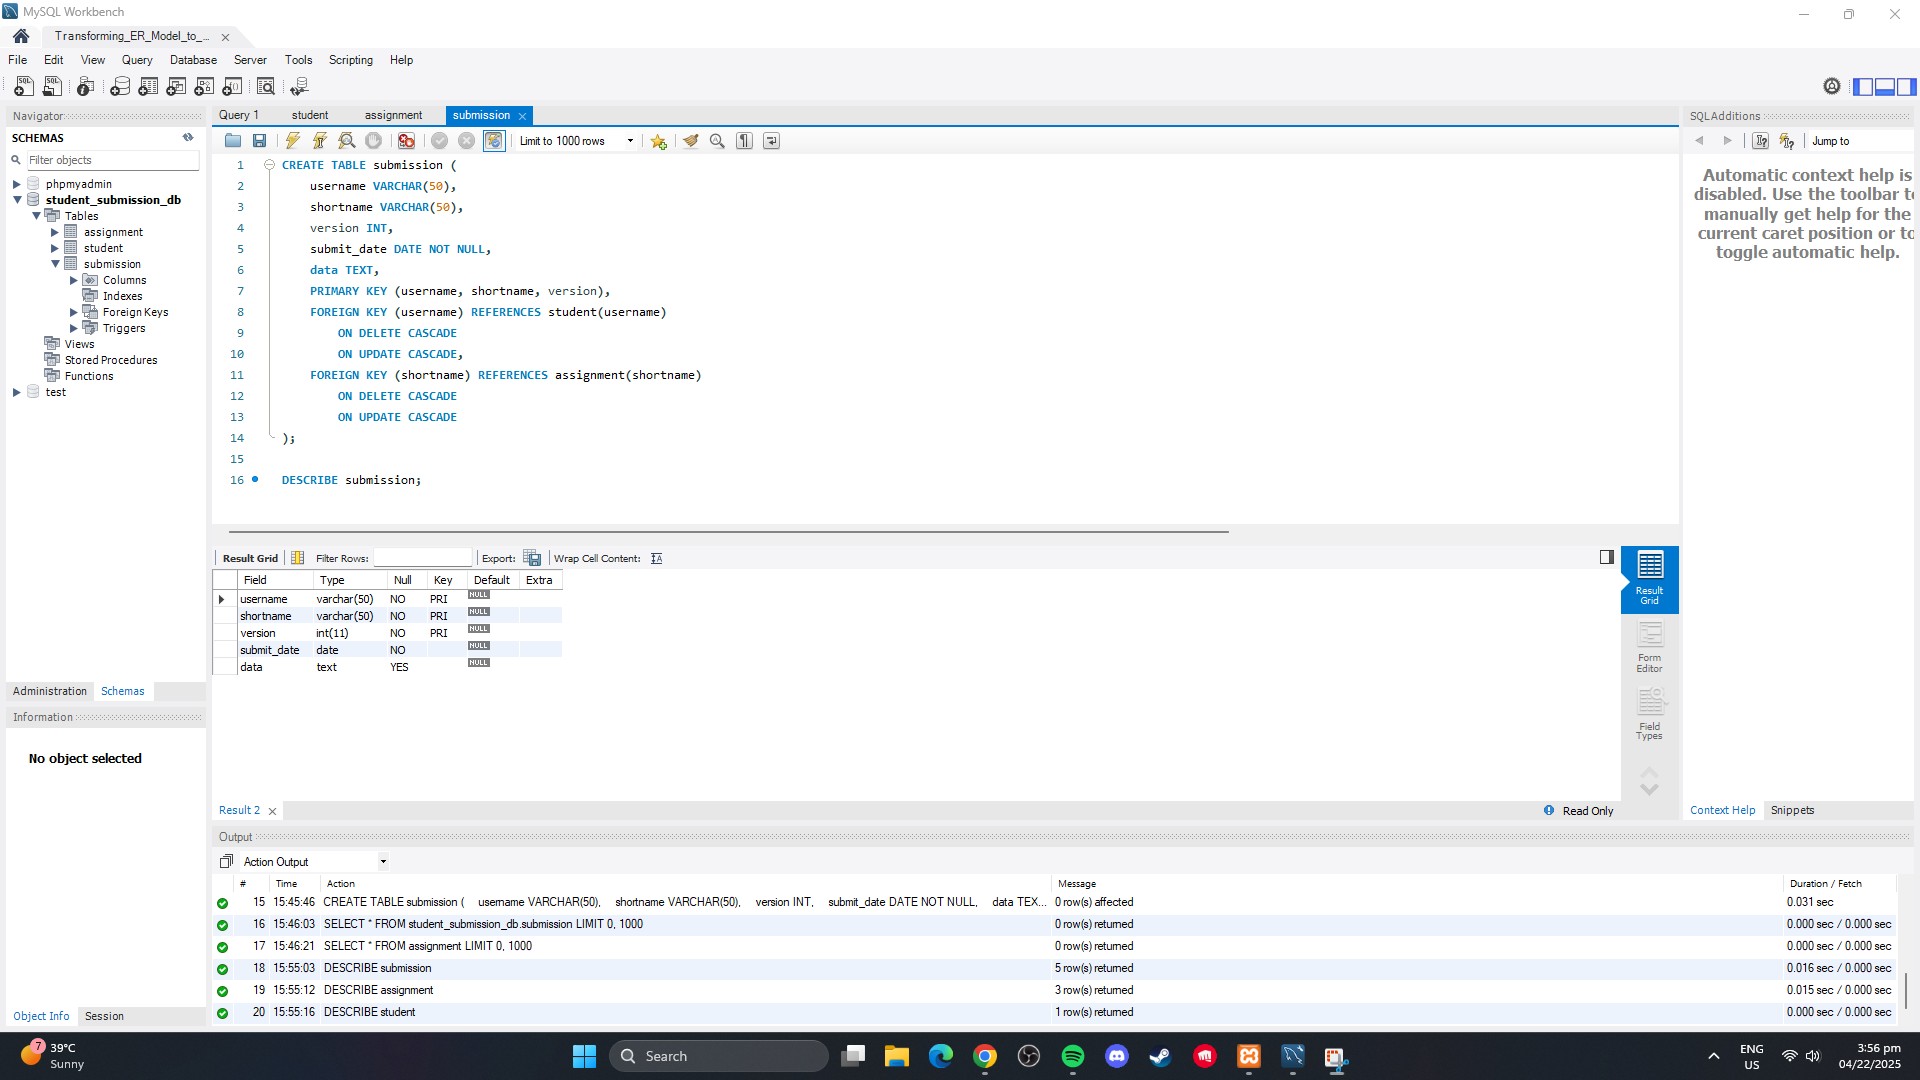 MySQL Workbench
Transforming_ER_Model_to_...
File Edit View Query Database Server Tools Scripting Help
Navigator
SCHEMAS
Filter objects
phpmyadmin
student_submission_db
Tables
assignment
student
submission
Columns
Indexes
Foreign Keys
Triggers
Views
Stored Procedures
Functions
test
Administration Schemas
Information
No object selected
Object Info Session
Query 1 student assignment submission
Limit to 1000 rows
1 CREATE TABLE submission (
2 username VARCHAR(50),
3 shortname VARCHAR(50),
4 version INT,
5 submit_date DATE NOT NULL,
6 data TEXT,
7 PRIMARY KEY (username, shortname, version),
8 FOREIGN KEY (username) REFERENCES student(username)
9 ON DELETE CASCADE
10 ON UPDATE CASCADE,
11 FOREIGN KEY (shortname) REFERENCES assignment(shortname)
12 ON DELETE CASCADE
13 ON UPDATE CASCADE
14 );
15
16 DESCRIBE submission;
Result Grid Filter Rows: Export: Wrap Cell Content:
Field Type Null Key Default Extra
username varchar(50) NO PRI NULL
shortname varchar(50) NO PRI NULL
version int(11) NO PRI NULL
submit_date date NO NULL
data text YES NULL
Result Grid
Form Editor
Field Types
Result 2 Read Only
SQLAdditions
Jump to
Automatic context help is
disabled. Use the toolbar to
manually get help for the
current caret position or to
toggle automatic help.
Context Help Snippets
Output
Action Output
# Time Action Message Duration / Fetch
15 15:45:46 CREATE TABLE submission ( username VARCHAR(50), shortname VARCHAR(50), version INT, submit_date DATE NOT NULL, data TEX... 0 row(s) affected 0.031 sec
16 15:46:03 SELECT * FROM student_submission_db.submission LIMIT 0, 1000 0 row(s) returned 0.000 sec / 0.000 sec
17 15:46:21 SELECT * FROM assignment LIMIT 0, 1000 0 row(s) returned 0.000 sec / 0.000 sec
18 15:55:03 DESCRIBE submission 5 row(s) returned 0.016 sec / 0.000 sec
19 15:55:12 DESCRIBE assignment 3 row(s) returned 0.015 sec / 0.000 sec
20 15:55:16 DESCRIBE student 1 row(s) returned 0.000 sec / 0.000 sec
7
39°C
Sunny
Search
ENG
US
3:56 pm
04/22/2025